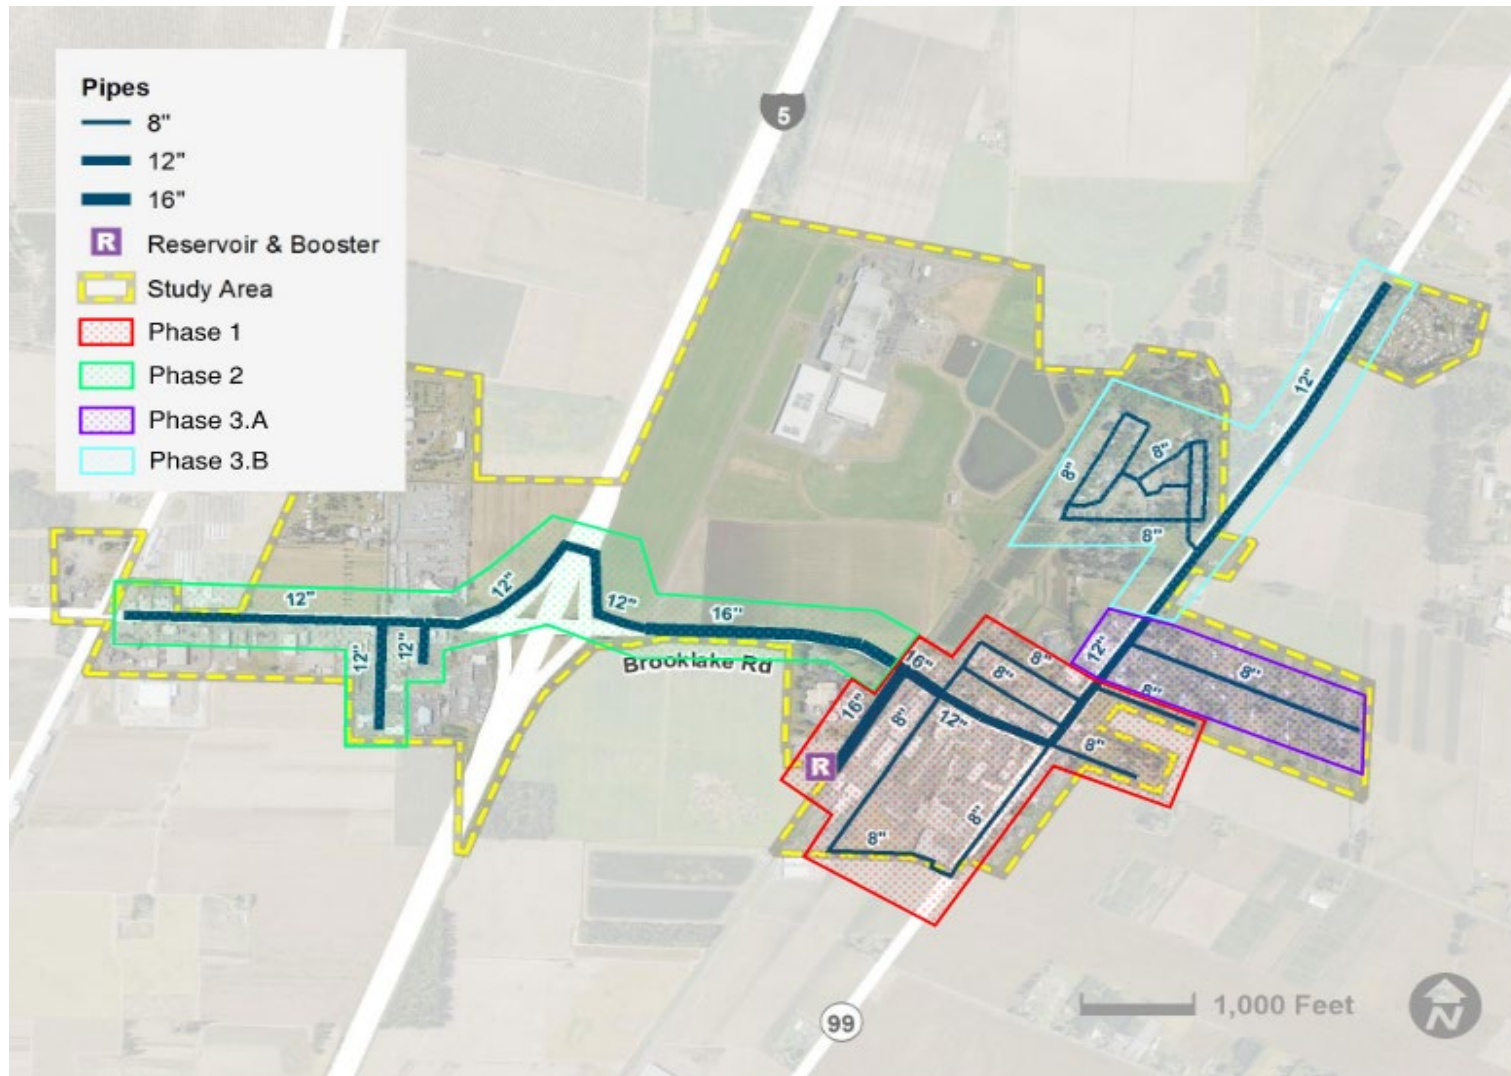 Pipes
8"
12"
16"
R Reservoir & Booster
Study Area
Phase 1
Phase 2
Phase 3.A
Phase 3.B
5
12"
8"
8"
8"
12"
12"
12"
16"
12"
12"
Brooklake Rd
16"
8"
12"
8"
8"
8"
16"
8"
12"
8"
R
8"
8"
99
1,000 Feet
N